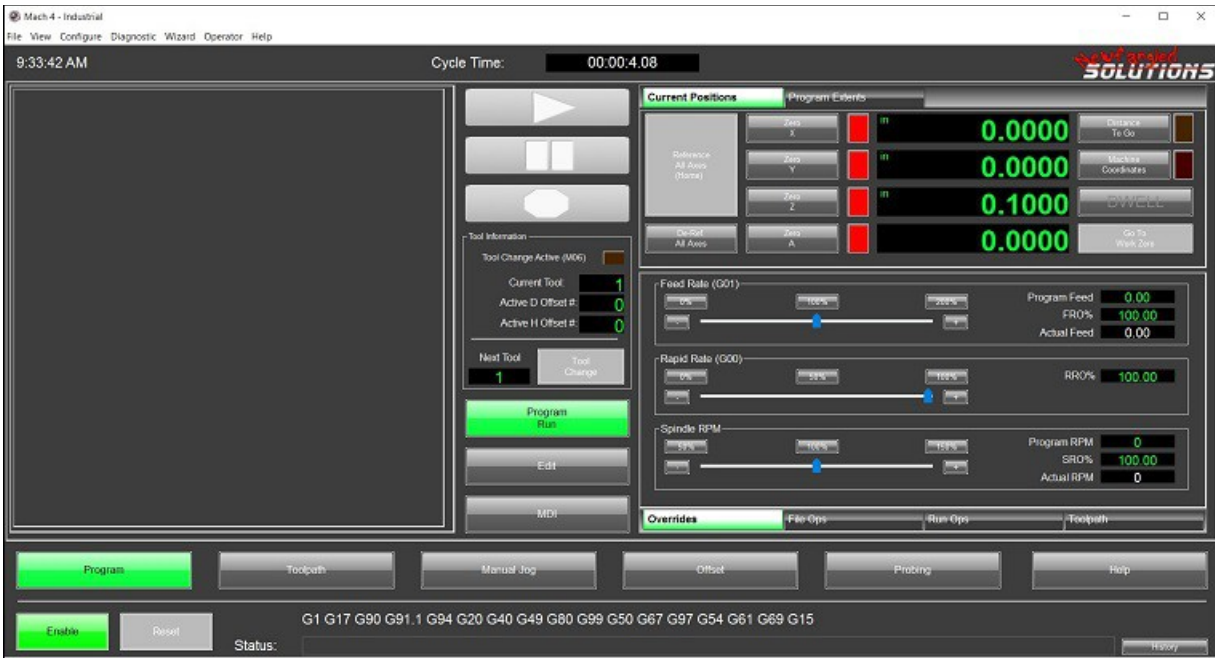 Mach 4 - Industrial
File View Configure Diagnostic Wizard Operator Help
9:33:42 AM
Cycle Time:
00:00:4.08
Newfangled
SOLUTIONS
Current Positions
Program Extents
Reference
All Axes
(Home)
Zero
X
in
0.0000
Distance
To Go
Zero
Y
in
0.0000
Machine
Coordinates
Zero
Z
in
0.1000
DWELL
De-Ref
All Axes
Zero
A
0.0000
Go To
Work Zero
Tool Information
Tool Change Active (M06)
Current Tool:
1
Active D Offset #:
0
Active H Offset #:
0
Next Tool
1
Tool
Change
Program
Run
Edit
MDI
Feed Rate (G01)
0%
100%
200%
-
+
Program Feed
0.00
FRO%
100.00
Actual Feed
0.00
Rapid Rate (G00)
0%
50%
100%
-
+
RRO%
100.00
Spindle RPM
50%
100%
150%
-
+
Program RPM
0
SRO%
100.00
Actual RPM
0
Overrides
File Ops
Run Ops
Toolpath
Program
Toolpath
Manual Jog
Offset
Probing
Help
Enable
Reset
G1 G17 G90 G91.1 G94 G20 G40 G49 G80 G99 G50 G67 G97 G54 G61 G69 G15
Status:
History